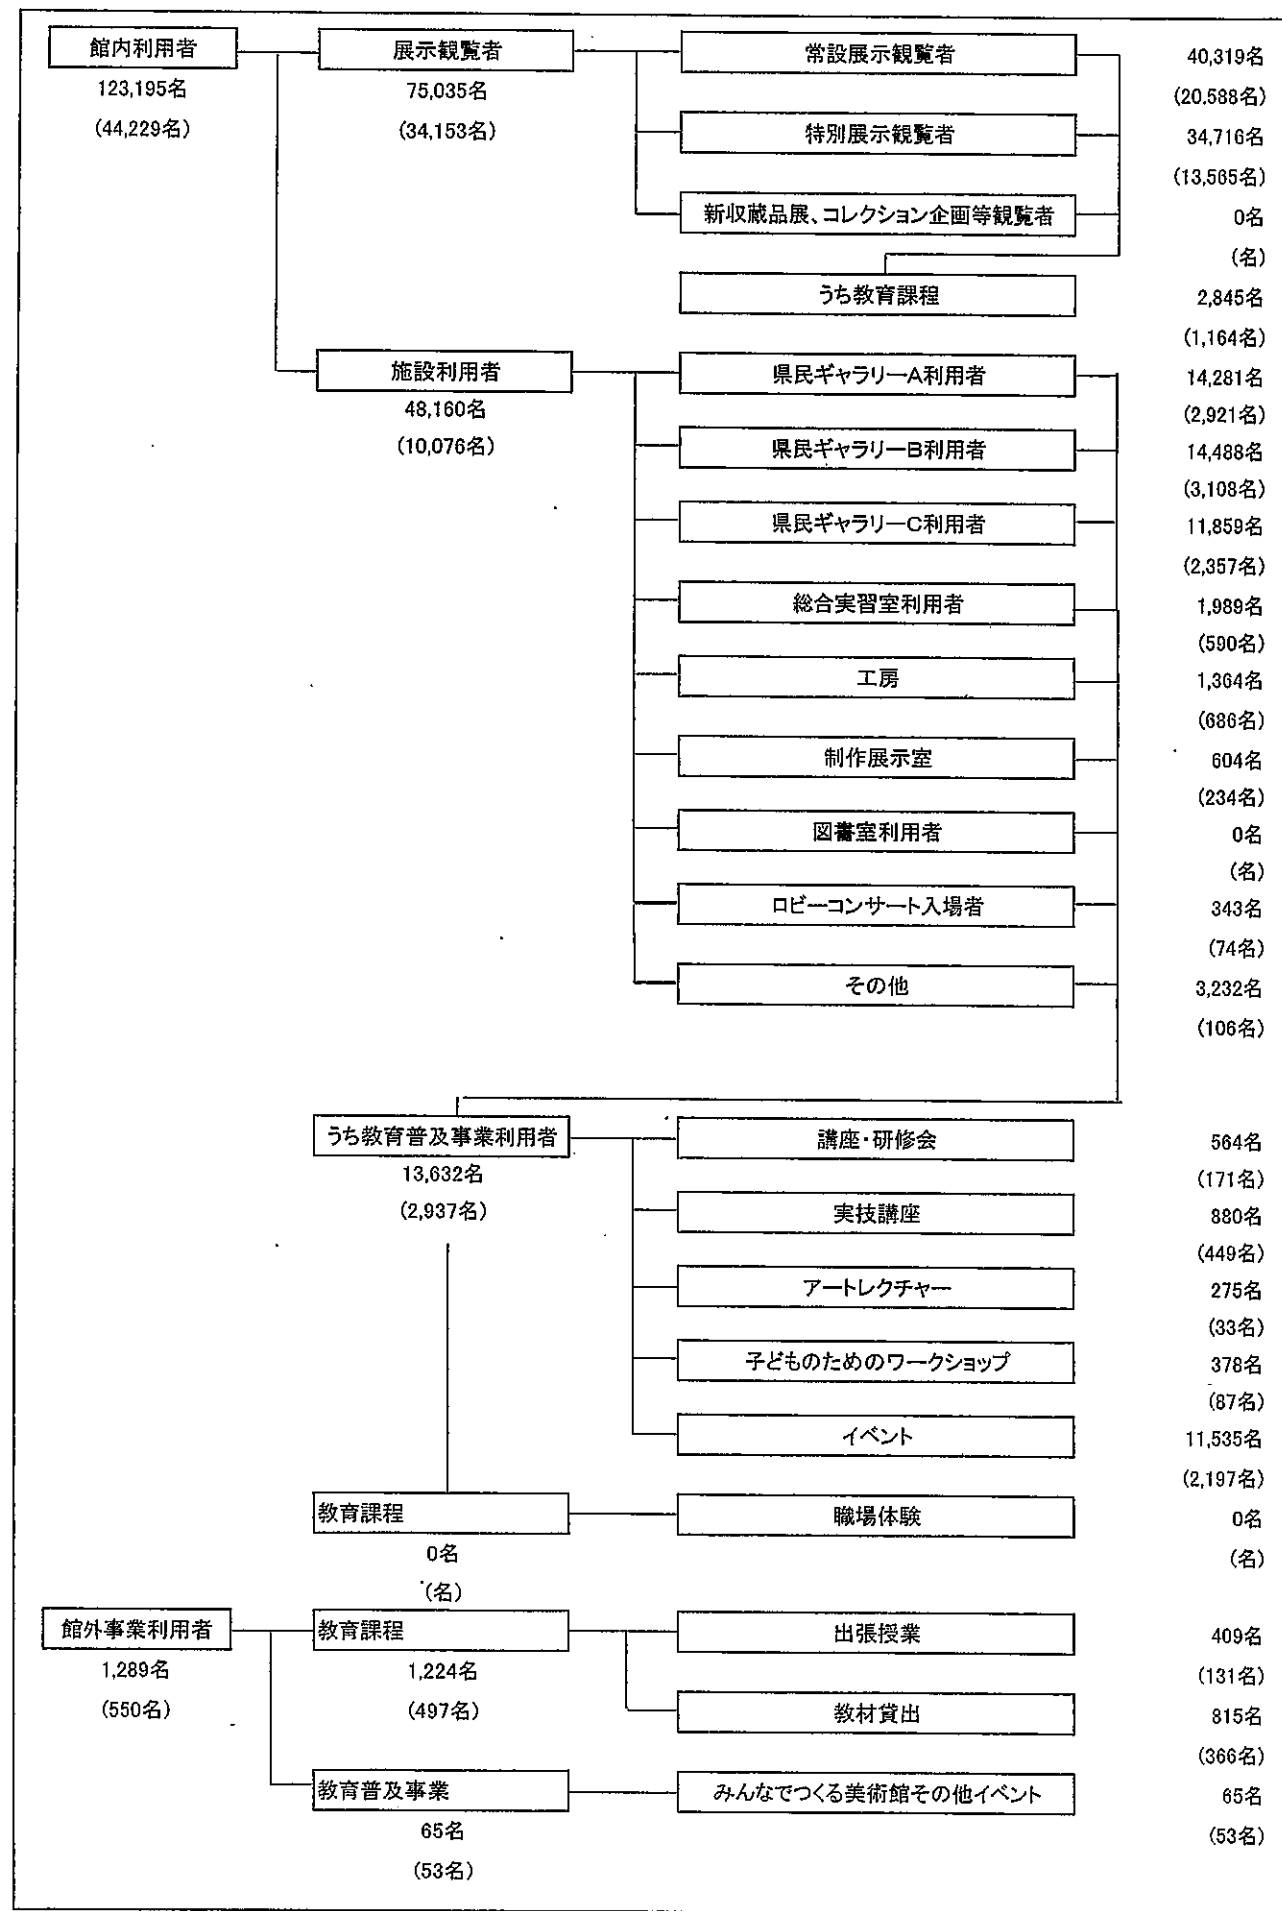 館内利用者 展示観覧者 常設展示観覧者 40,319名
123,195名 75,035名 (20,588名)
(44,229名) (34,153名) 特別展示観覧者 34,716名
(13,565名)
新収蔵品展、コレクション企画等観覧者 0名
(名)
うち教育課程 2,845名
(1,164名)
施設利用者 県民ギャラリーA利用者 14,281名
48,160名 (2,921名)
(10,076名) 県民ギャラリーB利用者 14,488名
(3,108名)
県民ギャラリーC利用者 11,859名
(2,357名)
総合実習室利用者 1,989名
(590名)
工房 1,364名
(686名)
制作展示室 604名
(234名)
図書室利用者 0名
(名)
ロビーコンサート入場者 343名
(74名)
その他 3,232名
(106名)
うち教育普及事業利用者 講座・研修会 564名
13,632名 (171名)
(2,937名) 実技講座 880名
(449名)
アートレクチャー 275名
(33名)
子どものためのワークショップ 378名
(87名)
イベント 11,535名
(2,197名)
教育課程 職場体験 0名
0名 (名)
(名)
館外事業利用者 教育課程 出張授業 409名
1,289名 1,224名 (131名)
(550名) (497名) 教材貸出 815名
(366名)
教育普及事業 みんなでつくる美術館その他イベント 65名
65名 (53名)
(53名)